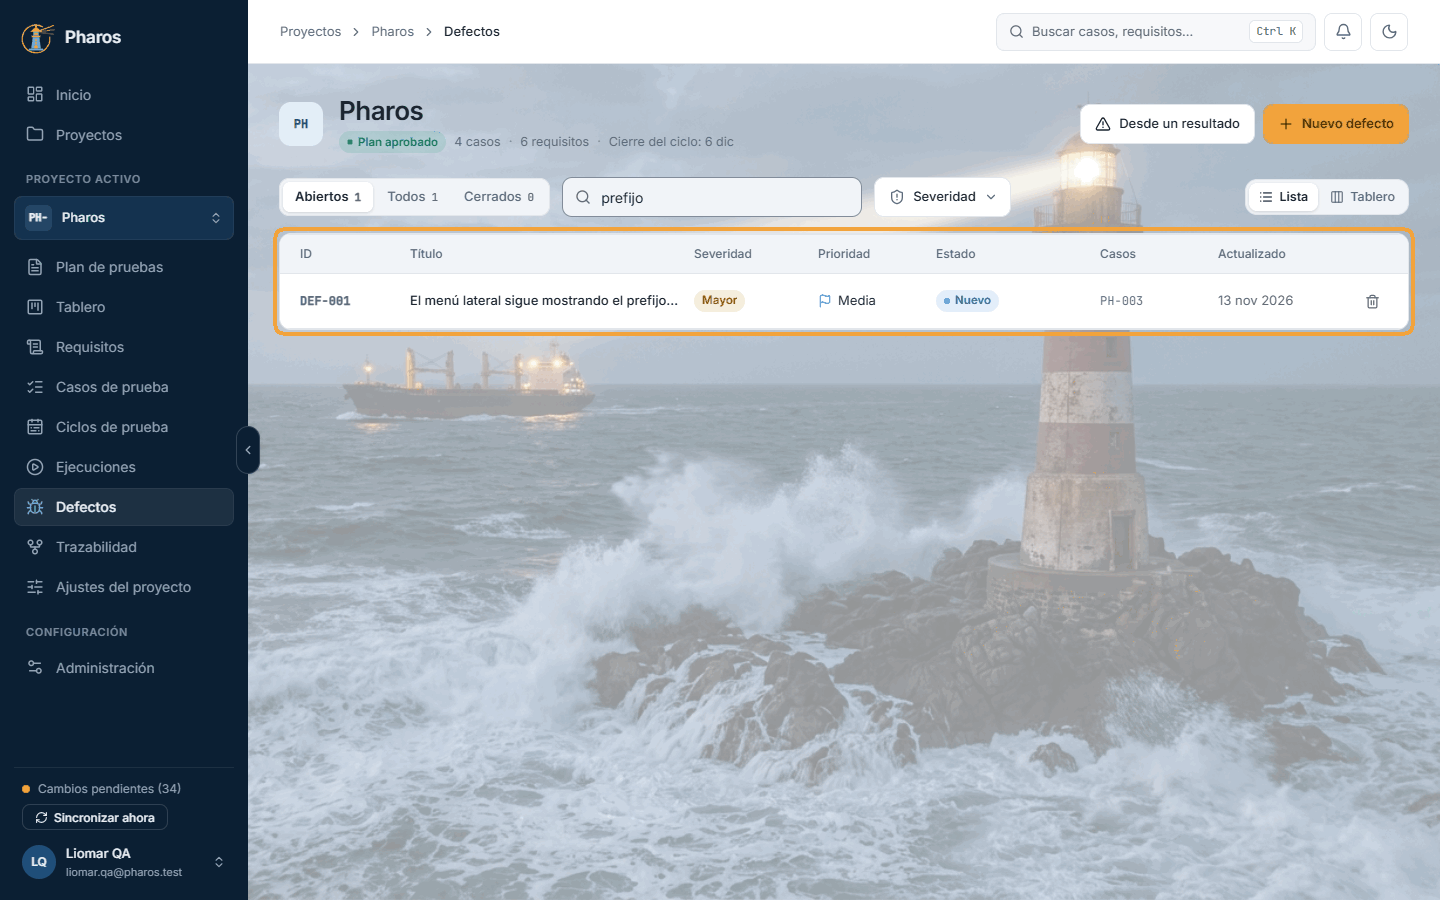 Pharos
Inicio
Proyectos
PROYECTO ACTIVO
PH- Pharos
Plan de pruebas
Tablero
Requisitos
Casos de prueba
Ciclos de prueba
Ejecuciones
Defectos
Trazabilidad
Ajustes del proyecto
CONFIGURACIÓN
Administración
Cambios pendientes (34)
Sincronizar ahora
LQ Liomar QA
liomar.qa@pharos.test
Proyectos > Pharos > Defectos
Buscar casos, requisitos... Ctrl K
PH Pharos
Plan aprobado 4 casos · 6 requisitos · Cierre del ciclo: 6 dic
Desde un resultado
Nuevo defecto
Abiertos 1 Todos 1 Cerrados 0
prefijo
Severidad
Lista Tablero
ID Título Severidad Prioridad Estado Casos Actualizado
DEF-001 El menú lateral sigue mostrando el prefijo... Mayor Media Nuevo PH-003 13 nov 2026